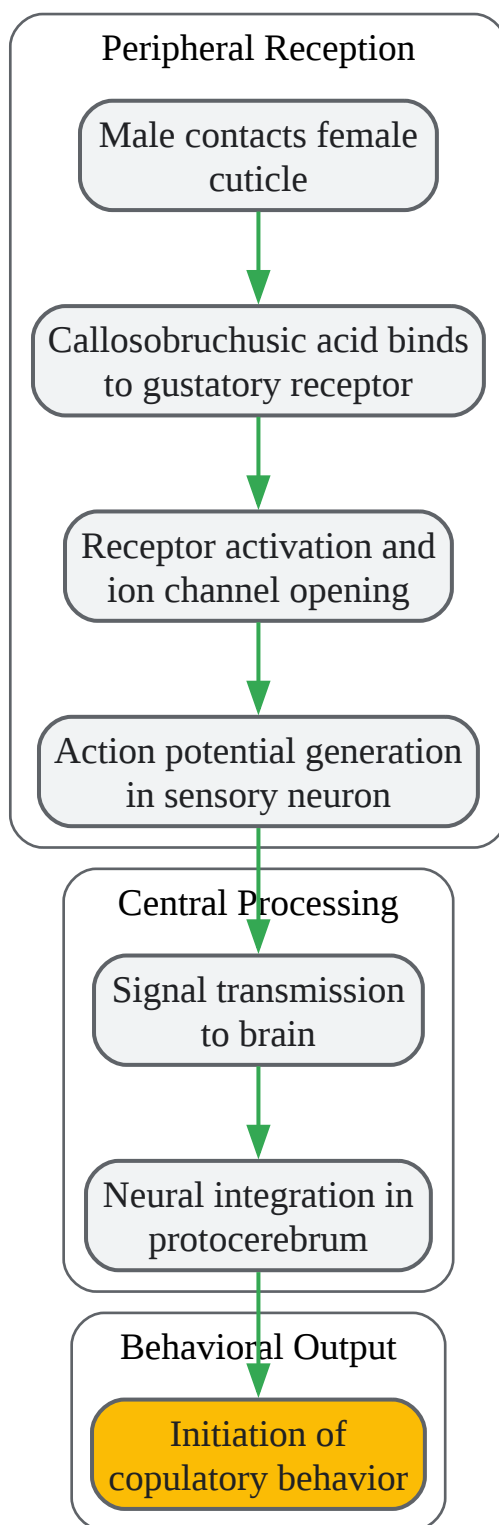 Peripheral Reception
Male contacts female
cuticle
Callosobruchusic acid binds
to gustatory receptor
Receptor activation and
ion channel opening
Action potential generation
in sensory neuron
Central Processing
Signal transmission
to brain
Neural integration in
protocerebrum
Behavioral Output
Initiation of
copulatory behavior